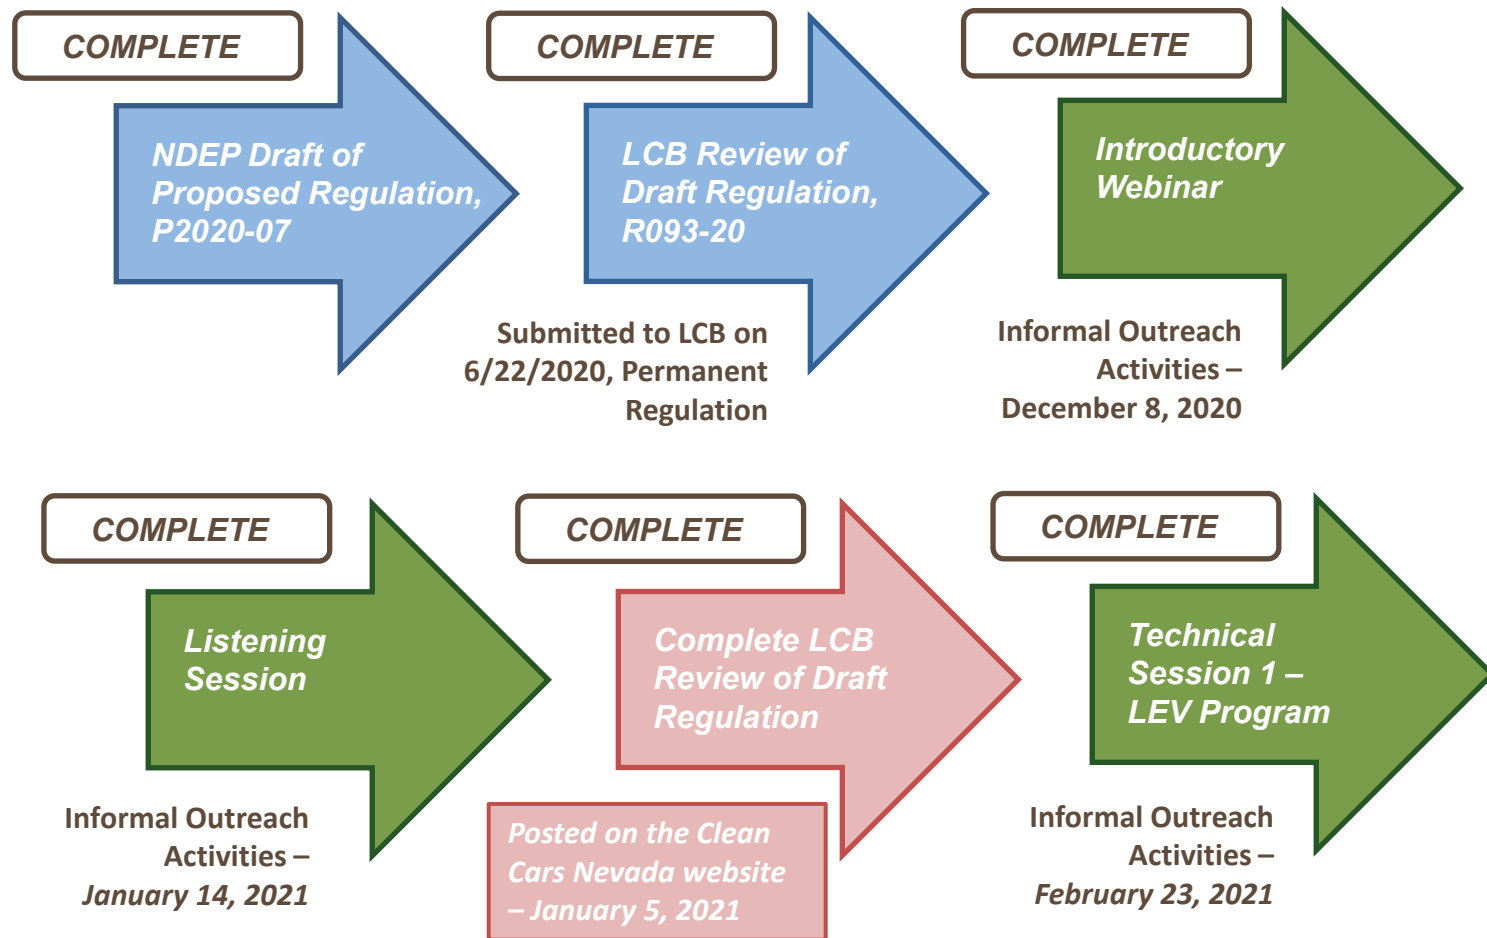 COMPLETE
NDEP Draft of
Proposed Regulation,
P2020-07
COMPLETE
LCB Review of
Draft Regulation,
R093-20
Submitted to LCB on
6/22/2020, Permanent
Regulation
COMPLETE
Introductory
Webinar
Informal Outreach
Activities –
December 8, 2020
COMPLETE
Listening
Session
Informal Outreach
Activities –
January 14, 2021
COMPLETE
Complete LCB
Review of Draft
Regulation
Posted on the Clean
Cars Nevada website
– January 5, 2021
COMPLETE
Technical
Session 1 –
LEV Program
Informal Outreach
Activities –
February 23, 2021